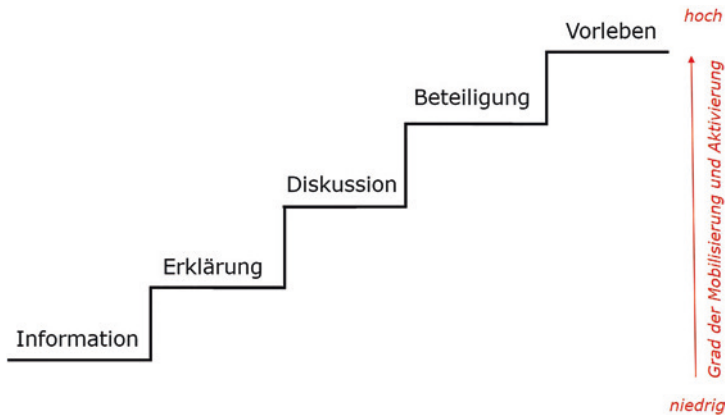 hoch
Vorleben
Beteiligung
Diskussion
Erklärung
Information
Grad der Mobilisierung und Aktivierung
niedrig